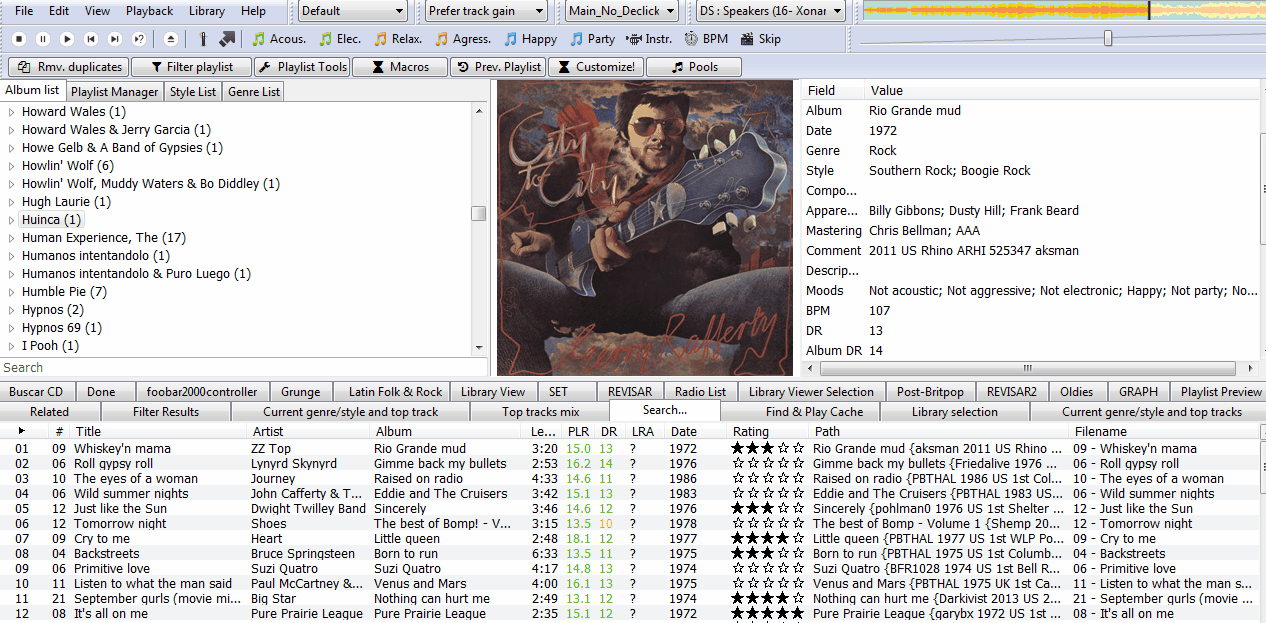 File Edit View Playback Library Help Default Prefer track gain Main_No_Declick DS : Speakers (16- Xonar
Acous. Elec. Relax. Agress. Happy Party Instr. BPM Skip
Rmv. duplicates Filter playlist Playlist Tools Macros Prev. Playlist Customize! Pools
Album list Playlist Manager Style List Genre List
Howard Wales (1)
Howard Wales & Jerry Garcia (1)
Howe Gelb & A Band of Gypsies (1)
Howlin' Wolf (6)
Howlin' Wolf, Muddy Waters & Bo Diddley (1)
Hugh Laurie (1)
Huinca (1)
Human Experience, The (17)
Humanos intentandolo (1)
Humanos intentandolo & Puro Luego (1)
Humble Pie (7)
Hypnos (2)
Hypnos 69 (1)
I Pooh (1)
Search
City
to City
Gerry Rafferty
Field Value
Album Rio Grande mud
Date 1972
Genre Rock
Style Southern Rock; Boogie Rock
Compo...
Appare... Billy Gibbons; Dusty Hill; Frank Beard
Mastering Chris Bellman; AAA
Comment 2011 US Rhino ARHI 525347 aksman
Descrip...
Moods Not acoustic; Not aggressive; Not electronic; Happy; Not party; No...
BPM 107
DR 13
Album DR 14
Buscar CD Done foobar2000controller Grunge Latin Folk & Rock Library View SET REVISAR Radio List Library Viewer Selection Post-Britpop REVISAR2 Oldies GRAPH Playlist Preview
Related Filter Results Current genre/style and top track Top tracks mix Search... Find & Play Cache Library selection Current genre/style and top tracks
# Title Artist Album Le... PLR DR LRA Date Rating Path Filename
01 09 Whiskey'n mama ZZ Top Rio Grande mud 3:20 15.0 13 ? 1972 ★★★☆☆ Rio Grande mud {aksman 2011 US Rhino ... 09 - Whiskey'n mama
02 06 Roll gypsy roll Lynyrd Skynyrd Gimme back my bullets 2:53 16.2 14 ? 1976 ☆☆☆☆☆ Gimme back my bullets {Friedalive 1976 ... 06 - Roll gypsy roll
03 10 The eyes of a woman Journey Raised on radio 4:33 14.6 11 ? 1986 ☆☆☆☆☆ Raised on radio {PBTHAL 1986 US 1st C... 10 - The eyes of a woman
04 06 Wild summer nights John Cafferty & T... Eddie and The Cruisers 3:42 15.1 13 ? 1983 ☆☆☆☆☆ Eddie and The Cruisers {PBTHAL 1983 US... 06 - Wild summer nights
05 12 Just like the Sun Dwight Twilley Band Sincerely 3:46 14.6 12 ? 1976 ★★★☆☆ Sincerely {pohlman0 1976 US 1st Shelter ... 12 - Just like the Sun
06 12 Tomorrow night Shoes The best of Bomp! - V... 3:15 13.5 10 ? 1978 ☆☆☆☆☆ The best of Bomp - Volume 1 {Shemp 20... 12 - Tomorrow night
07 09 Cry to me Heart Little queen 2:48 18.1 12 ? 1977 ★★★★☆ Little queen {PBTHAL 1977 US 1st WLP Po... 09 - Cry to me
08 04 Backstreets Bruce Springsteen Born to run 6:33 13.5 11 ? 1975 ★★★☆☆ Born to run {PBTHAL 1975 US 1st Columb... 04 - Backstreets
09 06 Primitive love Suzi Quatro Suzi Quatro 4:17 14.8 13 ? 1974 ☆☆☆☆☆ Suzi Quatro {BFR1028 1974 US 1st Bell R... 06 - Primitive love
10 11 Listen to what the man said Paul McCartney &... Venus and Mars 4:00 16.1 13 ? 1975 ☆☆☆☆☆ Venus and Mars {PBTHAL 1975 UK 1st Ca... 11 - Listen to what the man s...
11 21 September gurls (movie mi... Big Star Nothing can hurt me 2:49 13.1 12 ? 2013 ★★★★☆ Nothing can hurt me {Darkivist 2013 US 2... 21 - September gurls (movie ...
12 08 It's all on me Pure Prairie League Pure Prairie League 2:35 15.1 12 ? 1972 ★★★★★ Pure Prairie League {garybx 1972 US 1st ... 08 - It's all on me